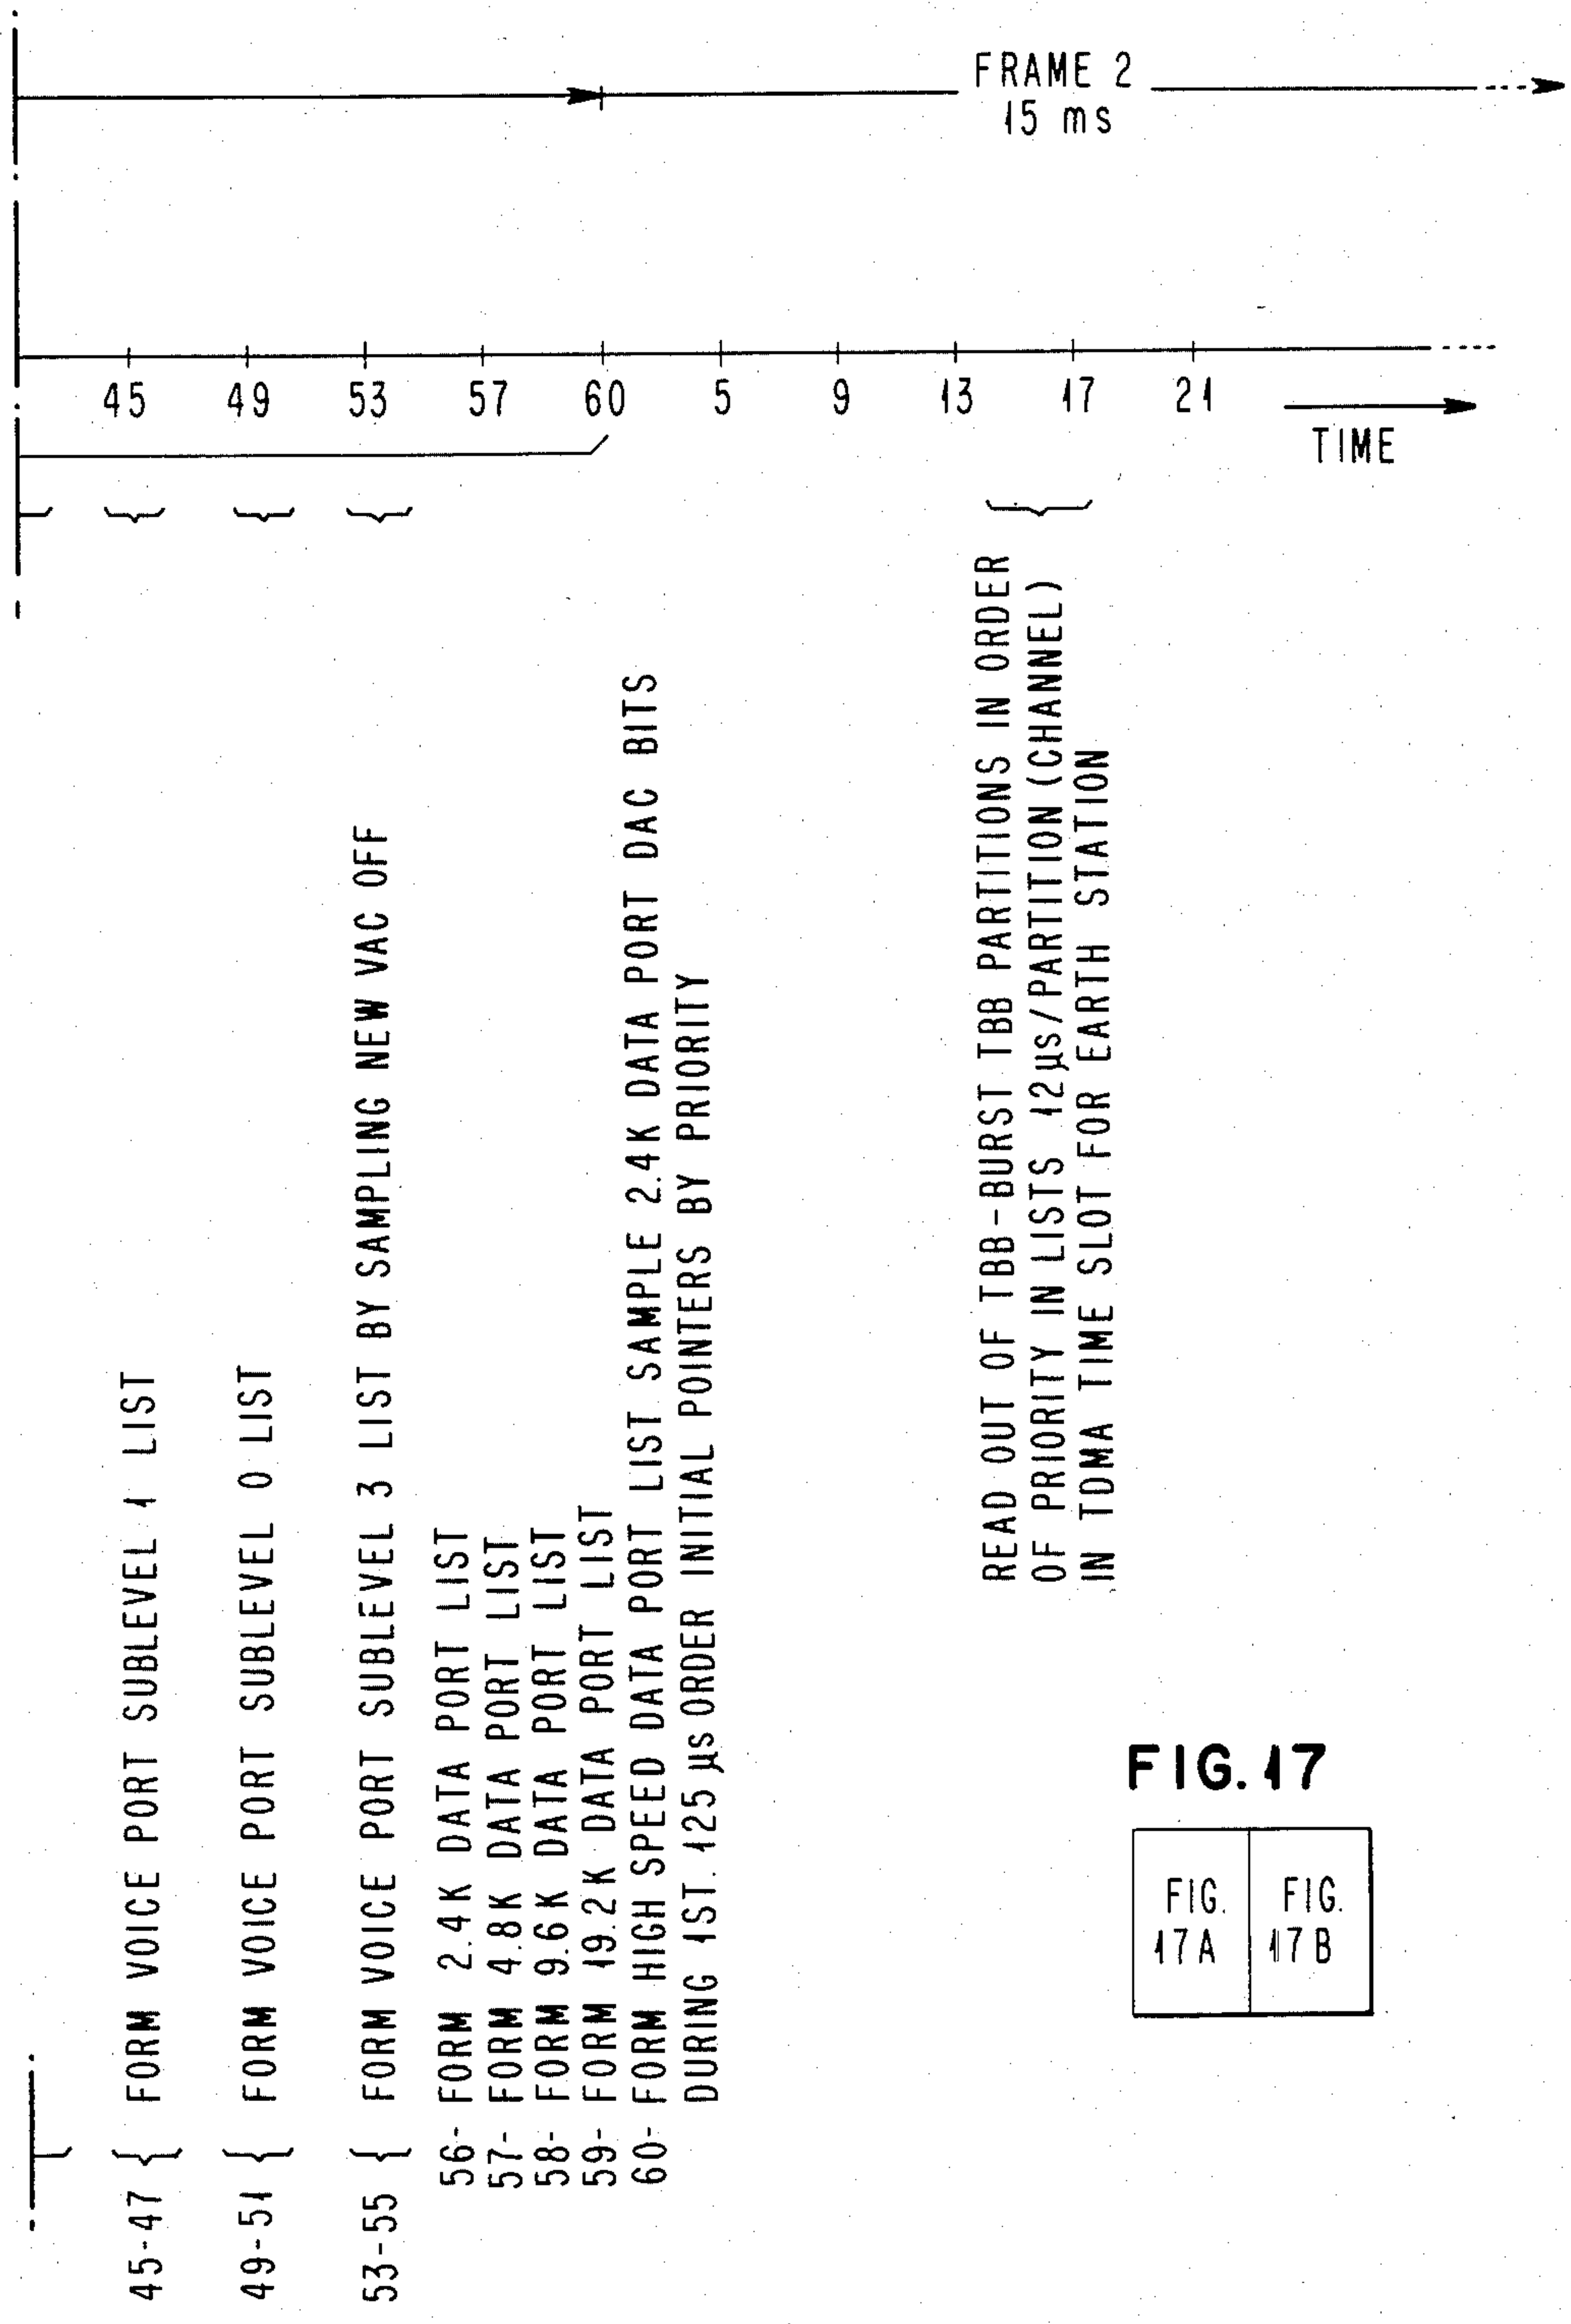 FRAME 2
15 ms
45 49 53 57 60 5 9 13 17 21
TIME
45-47 FORM VOICE PORT SUBLEVEL 1 LIST
49-51 FORM VOICE PORT SUBLEVEL 0 LIST
53-55 FORM VOICE PORT SUBLEVEL 3 LIST BY SAMPLING NEW VAC OFF
56- FORM 2.4K DATA PORT LIST
57- FORM 4.8K DATA PORT LIST
58- FORM 9.6K DATA PORT LIST
59- FORM 19.2K DATA PORT LIST
60- FORM HIGH SPEED DATA PORT LIST SAMPLE 2.4K DATA PORT DAC BITS
DURING 1ST. 125 µs ORDER INITIAL POINTERS BY PRIORITY
READ OUT OF TBB-BURST TBB PARTITIONS IN ORDER
OF PRIORITY IN LISTS 12µs/PARTITION (CHANNEL)
IN TDMA TIME SLOT FOR EARTH STATION
FIG. 17
FIG.
17A
FIG.
17B